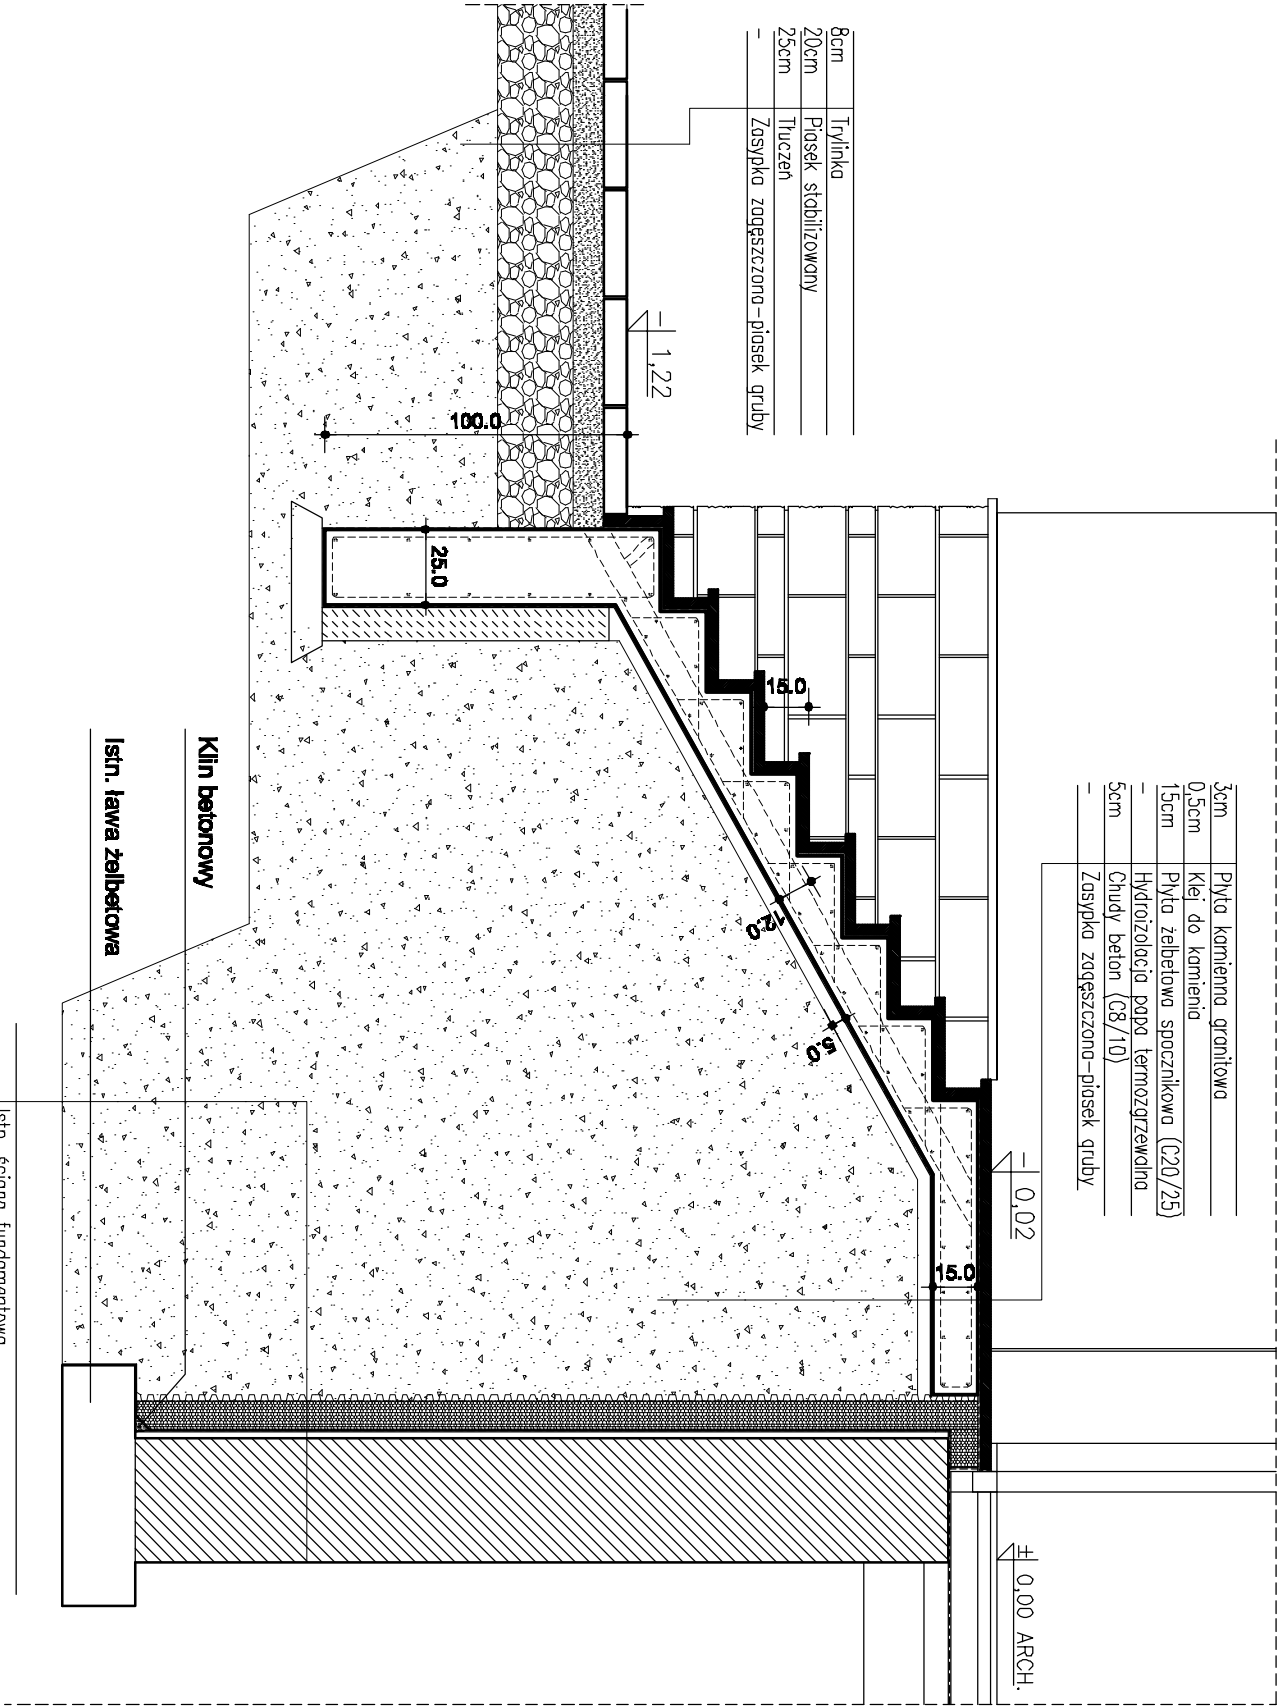 8cm Trylinka
20cm Piasek stabilizowany
25cm Tłuczeń
- Zasypka zagęszczona-piasek gruby
3cm Płyta kamienna granitowa
0,5cm Klej do kamienia
15cm Płyta żelbetowa spocznikowa (C20/25)
- Hydroizolacja papa termozgrzewalna
5cm Chudy beton (C8/10)
- Zasypka zagęszczona-piasek gruby
- 1,22
- 0,02
± 0,00 ARCH.
100.0
25.0
15.0
12.0
5.0
15.0
Klin betonowy
Istn. ława żelbetowa
Istn. ściana fundamentowa